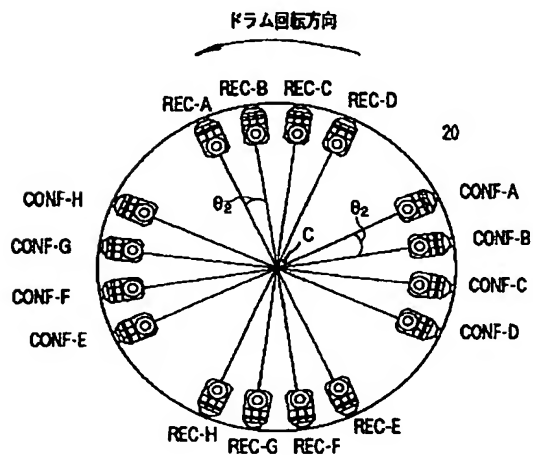 ドラム回転方向
REC-A
REC-B
REC-C
REC-D
20
CONF-H
CONF-A
θ2
θ2
CONF-G
C
CONF-B
CONF-F
CONF-C
CONF-E
CONF-D
REC-H
REC-G
REC-F
REC-E